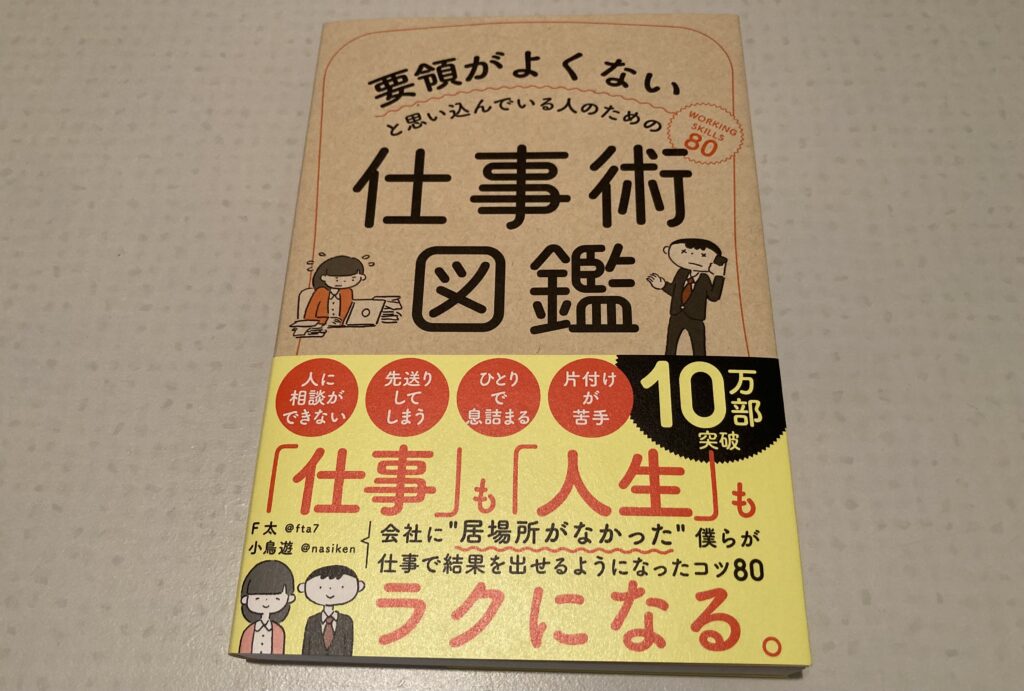 要領がよくない
と思い込んでいる人のための
WORKING
SKILLS
80
仕事術
図鑑
人に
相談が
できない
先送り
して
しまう
ひとり
で
息詰まる
片付け
が
苦手
10万部
突破
「仕事」も「人生」も
F太 @fta7
小鳥遊 @nasiken
会社に"居場所がなかった" 僕らが
仕事で結果を出せるようになったコツ80
ラクになる。